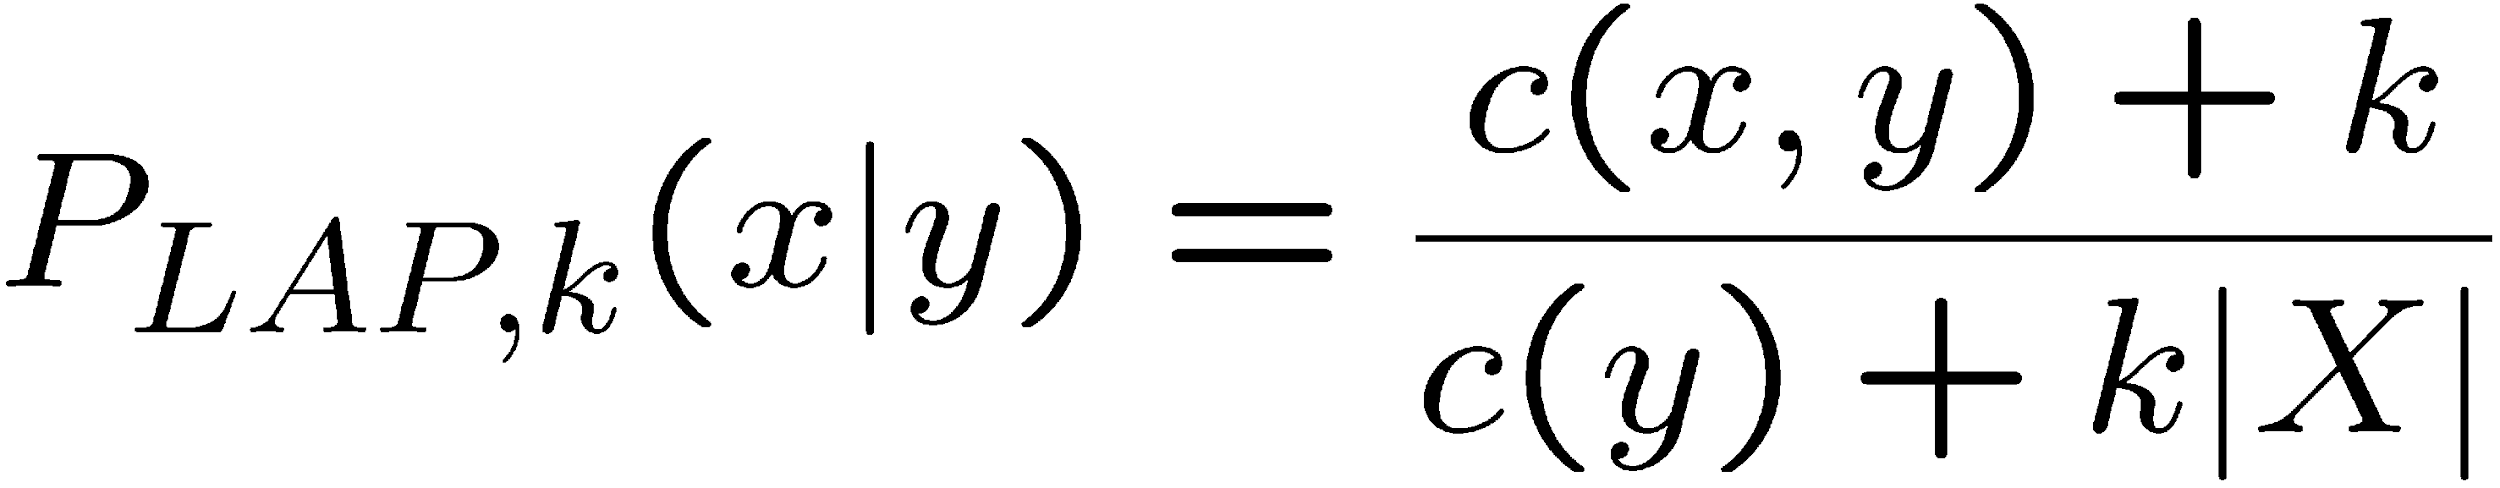 P_{LAP,k}(x|y) = \frac{c(x,y)+k}{c(y)+k|X|}